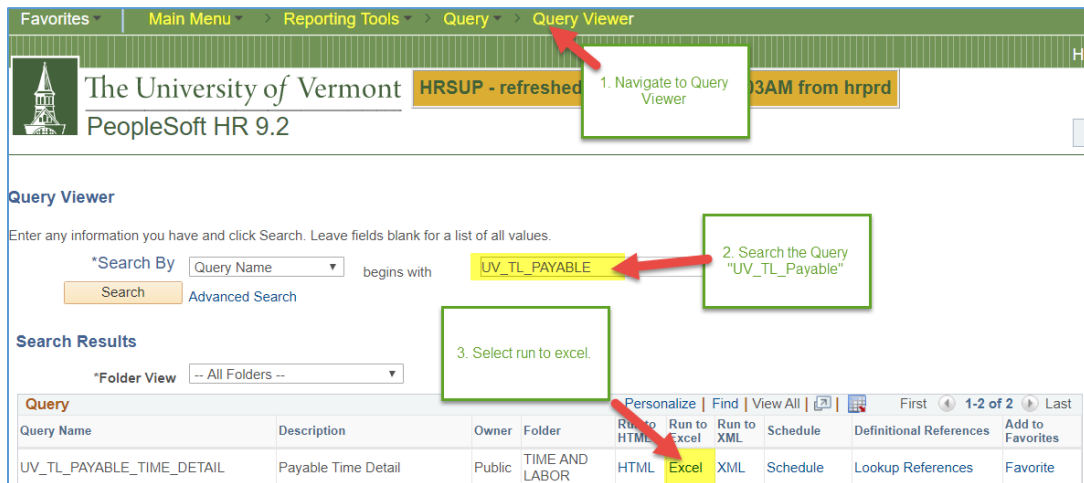 Favorites Main Menu > Reporting Tools > Query > Query Viewer
1. Navigate to Query
Viewer
H
The University of Vermont
HRSUP - refreshed
03AM from hrprd
PeopleSoft HR 9.2
Query Viewer
Enter any information you have and click Search. Leave fields blank for a list of all values.
*Search By Query Name begins with UV_TL_PAYABLE
2. Search the Query
"UV_TL_Payable"
Search Advanced Search
3. Select run to excel.
Search Results
*Folder View -- All Folders --
Query Personalize | Find | View All | | First 1-2 of 2 Last
Query Name Description Owner Folder Run to HTML Run to Excel Run to XML Schedule Definitional References Add to Favorites
UV_TL_PAYABLE_TIME_DETAIL Payable Time Detail Public TIME AND LABOR HTML Excel XML Schedule Lookup References Favorite